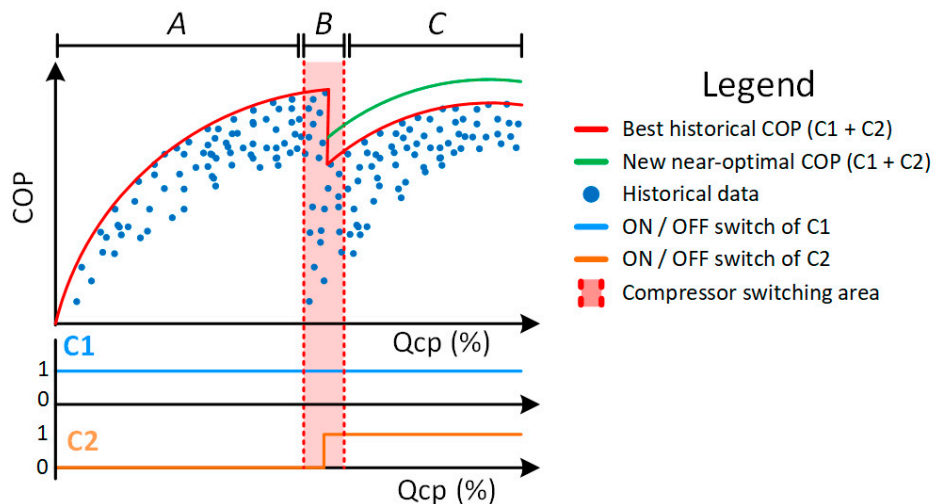 A B C
COP
Qcp (%)
C1
1
0
C2
1
0
Qcp (%)
Legend
Best historical COP (C1 + C2)
New near-optimal COP (C1 + C2)
Historical data
ON / OFF switch of C1
ON / OFF switch of C2
Compressor switching area